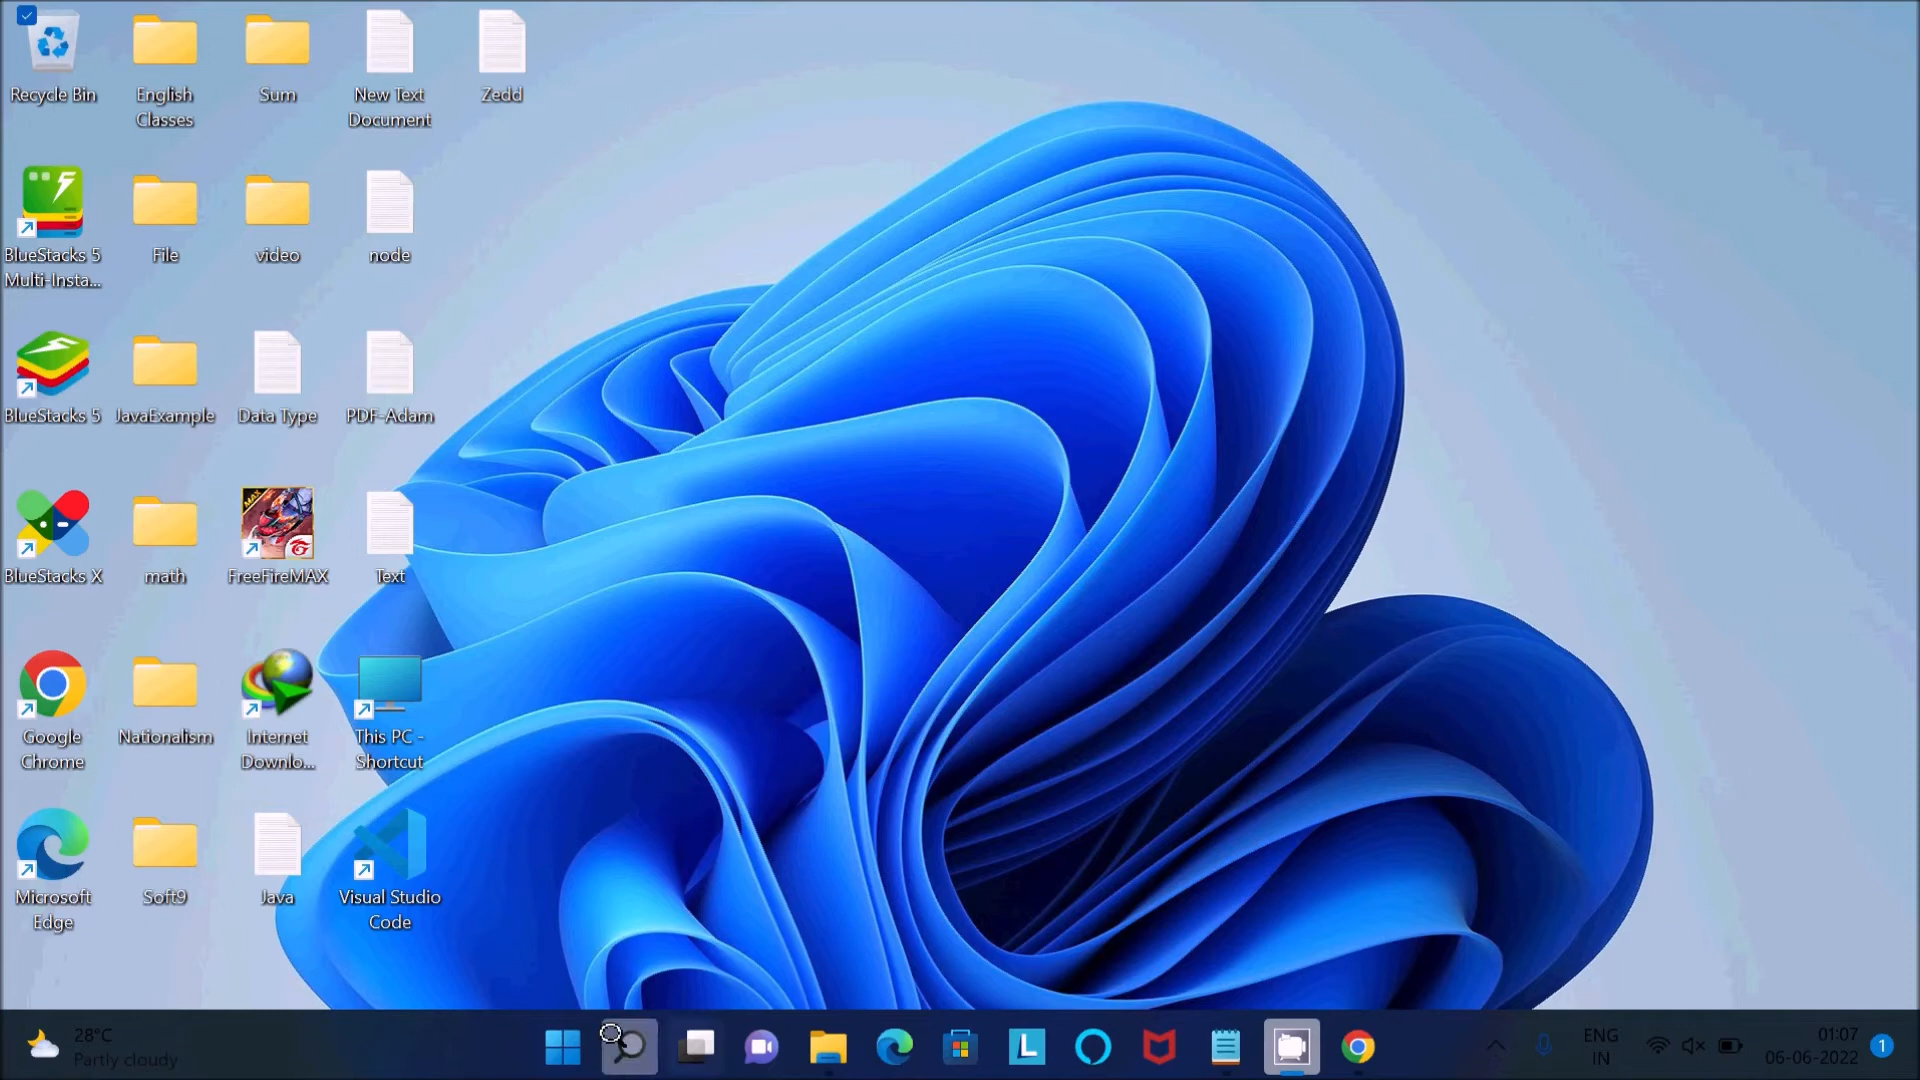 Recycle Bin
English
Classes
Sum
New Text
Document
Zedd
BlueStacks 5
Multi-Insta...
File
video
node
BlueStacks 5
JavaExample
Data Type
PDF-Adam
BlueStacks X
math
MAX
FreeFireMAX
Text
Google
Chrome
Nationalism
Internet
Downlo...
This PC -
Shortcut
Microsoft
Edge
Soft9
Java
Visual Studio
Code
28°C
Partly cloudy
L
ENG
IN
01:07
06-06-2022
1